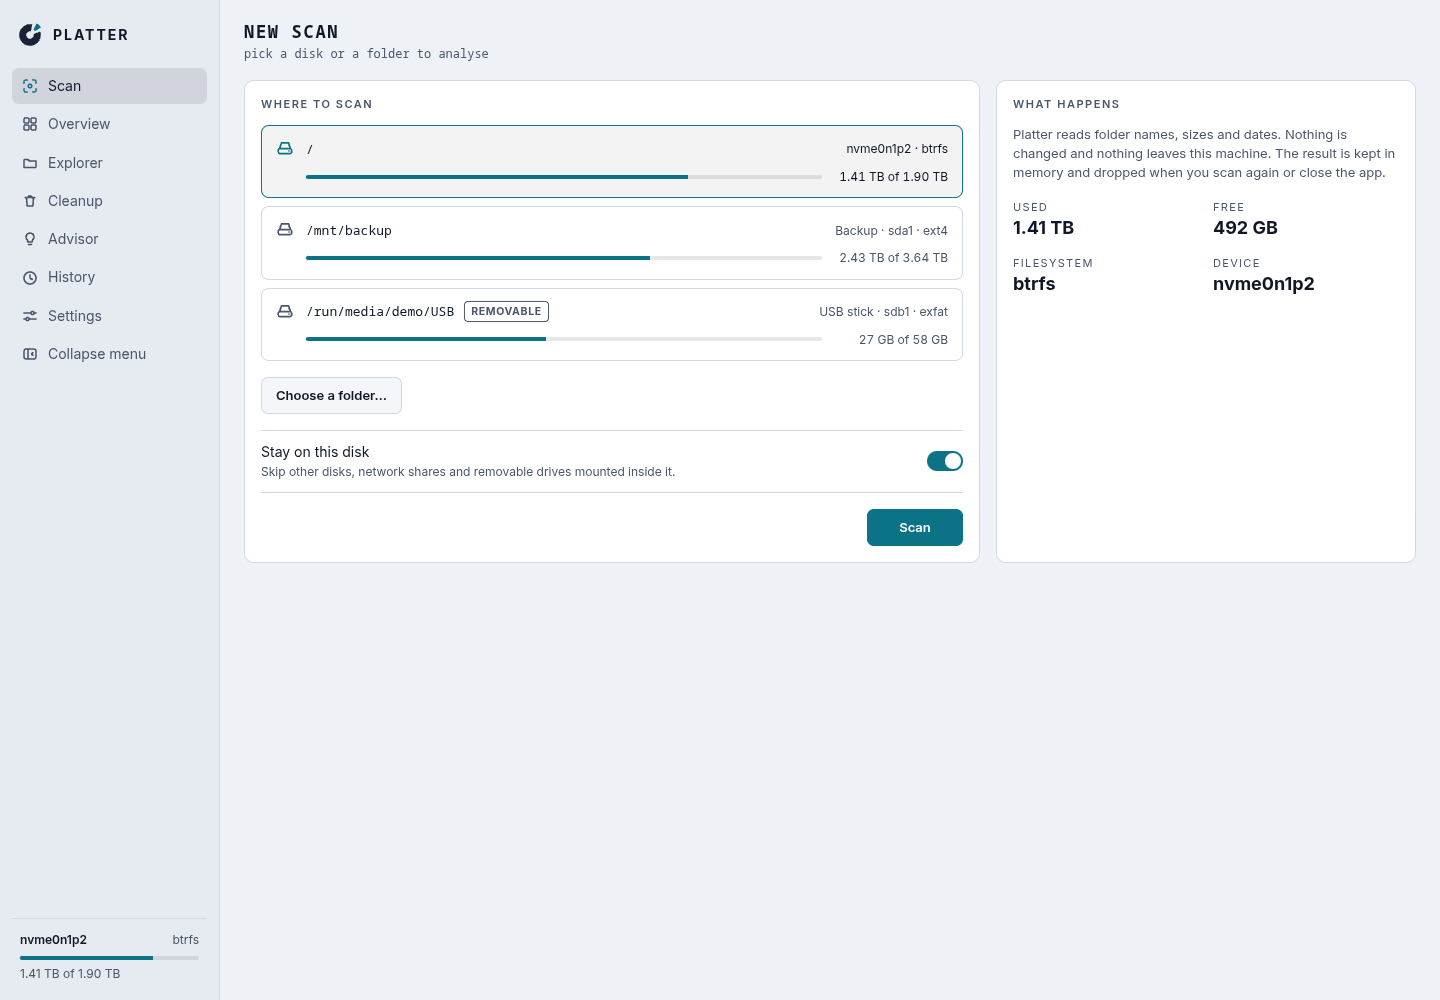 PLATTER
Scan
Overview
Explorer
Cleanup
Advisor
History
Settings
Collapse menu
nvme0n1p2 btrfs
1.41 TB of 1.90 TB
NEW SCAN
pick a disk or a folder to analyse
WHERE TO SCAN
/ nvme0n1p2 · btrfs
1.41 TB of 1.90 TB
/mnt/backup Backup · sda1 · ext4
2.43 TB of 3.64 TB
/run/media/demo/USB REMOVABLE USB stick · sdb1 · exfat
27 GB of 58 GB
Choose a folder...
Stay on this disk
Skip other disks, network shares and removable drives mounted inside it.
Scan
WHAT HAPPENS
Platter reads folder names, sizes and dates. Nothing is
changed and nothing leaves this machine. The result is kept in
memory and dropped when you scan again or close the app.
USED FREE
1.41 TB 492 GB
FILESYSTEM DEVICE
btrfs nvme0n1p2